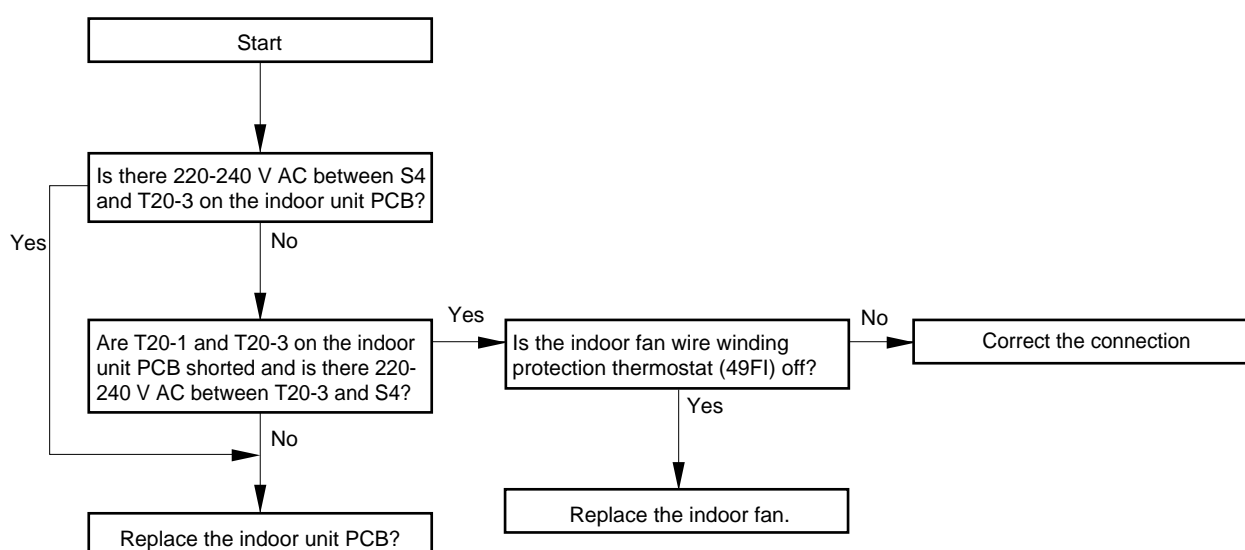 Start
Is there 220-240 V AC between S4
and T20-3 on the indoor unit PCB?
Yes
No
Are T20-1 and T20-3 on the indoor
unit PCB shorted and is there 220-
240 V AC between T20-3 and S4?
Yes
Is the indoor fan wire winding
protection thermostat (49FI) off?
No
Correct the connection
No
Yes
Replace the indoor unit PCB?
Replace the indoor fan.